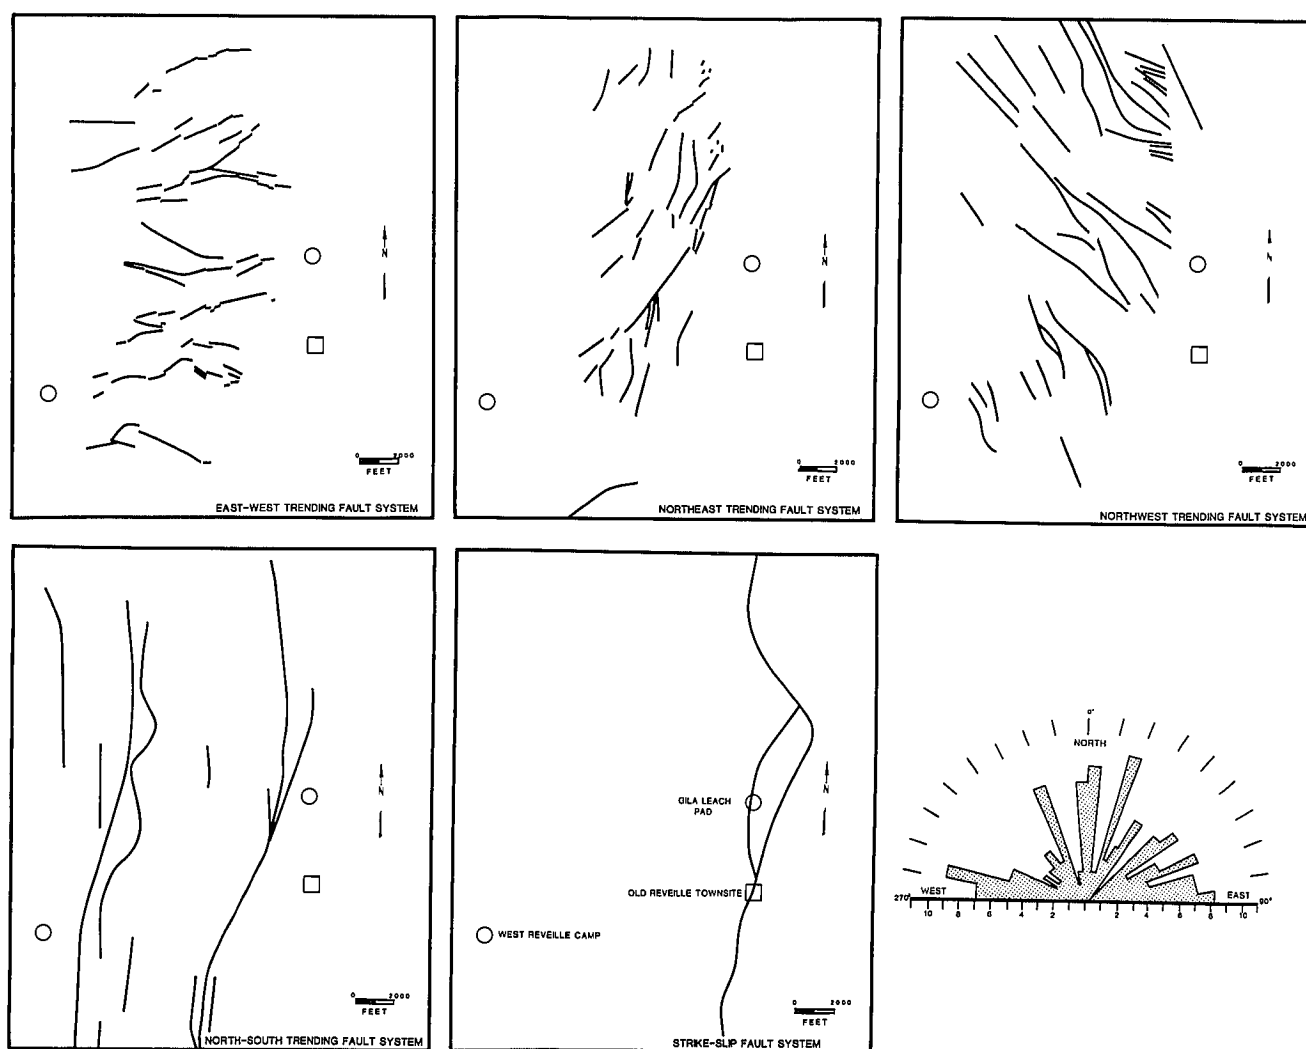 N
0 2000
FEET
EAST-WEST TRENDING FAULT SYSTEM
N
0 2000
FEET
NORTHEAST TRENDING FAULT SYSTEM
N
0 2000
FEET
NORTHWEST TRENDING FAULT SYSTEM
N
0 2000
FEET
NORTH-SOUTH TRENDING FAULT SYSTEM
N
GILA LEACH
PAD
OLD REVEILLE TOWNSITE
WEST REVEILLE CAMP
0 2000
FEET
STRIKE-SLIP FAULT SYSTEM
0°
NORTH
270° WEST EAST 90°
10 8 6 4 2 2 4 6 8 10